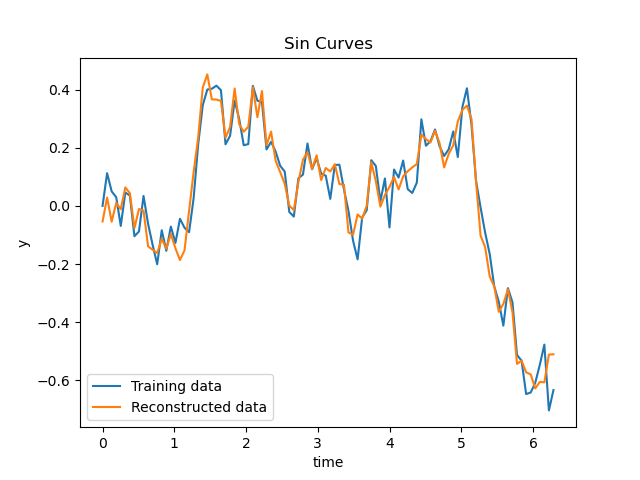 Sin Curves
y
0.4
0.2
0.0
−0.2
−0.4
−0.6
Training data
Reconstructed data
0 1 2 3 4 5 6
time